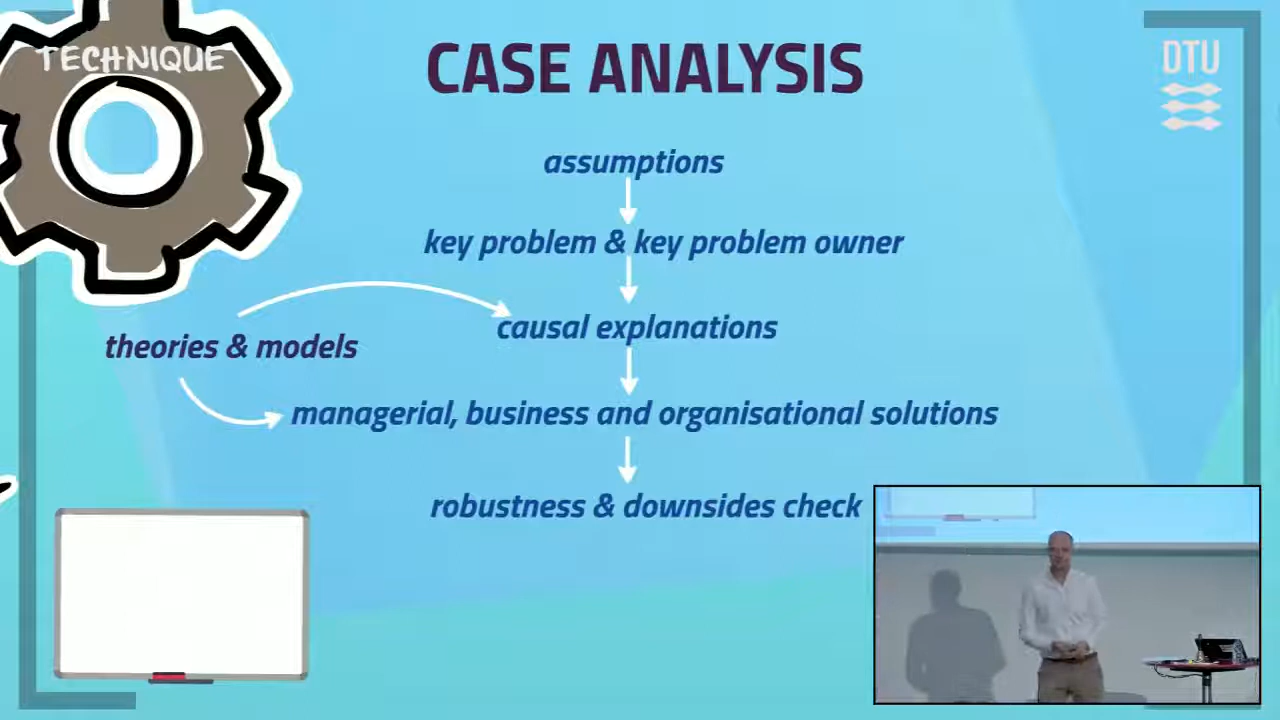 TECHNIQUE
CASE ANALYSIS
DTU
assumptions
key problem & key problem owner
causal explanations
theories & models
managerial, business and organisational solutions
robustness & downsides check